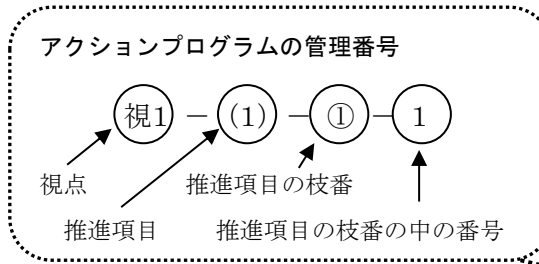 アクションプログラムの管理番号
視1 － (1) － ① － 1
視点
推進項目の枝番
推進項目
推進項目の枝番の中の番号